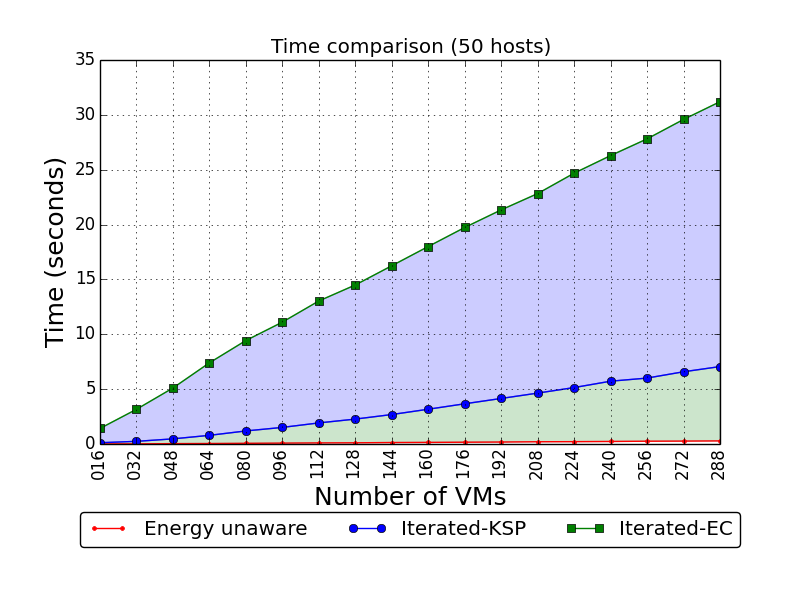 Time comparison (50 hosts)
35
30
25
20
15
10
5
0
Time (seconds)
016 032 048 064 080 096 112 128 144 160 176 192 208 224 240 256 272 288
Number of VMs
Energy unaware Iterated-KSP Iterated-EC